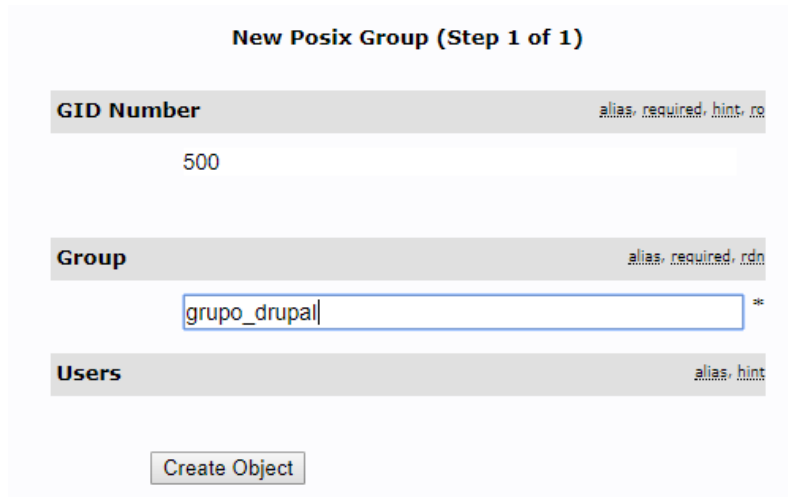 New Posix Group (Step 1 of 1)
GID Number alias, required, hint, ro
500
Group alias, required, rdn
grupo_drupal *
Users alias, hint
Create Object